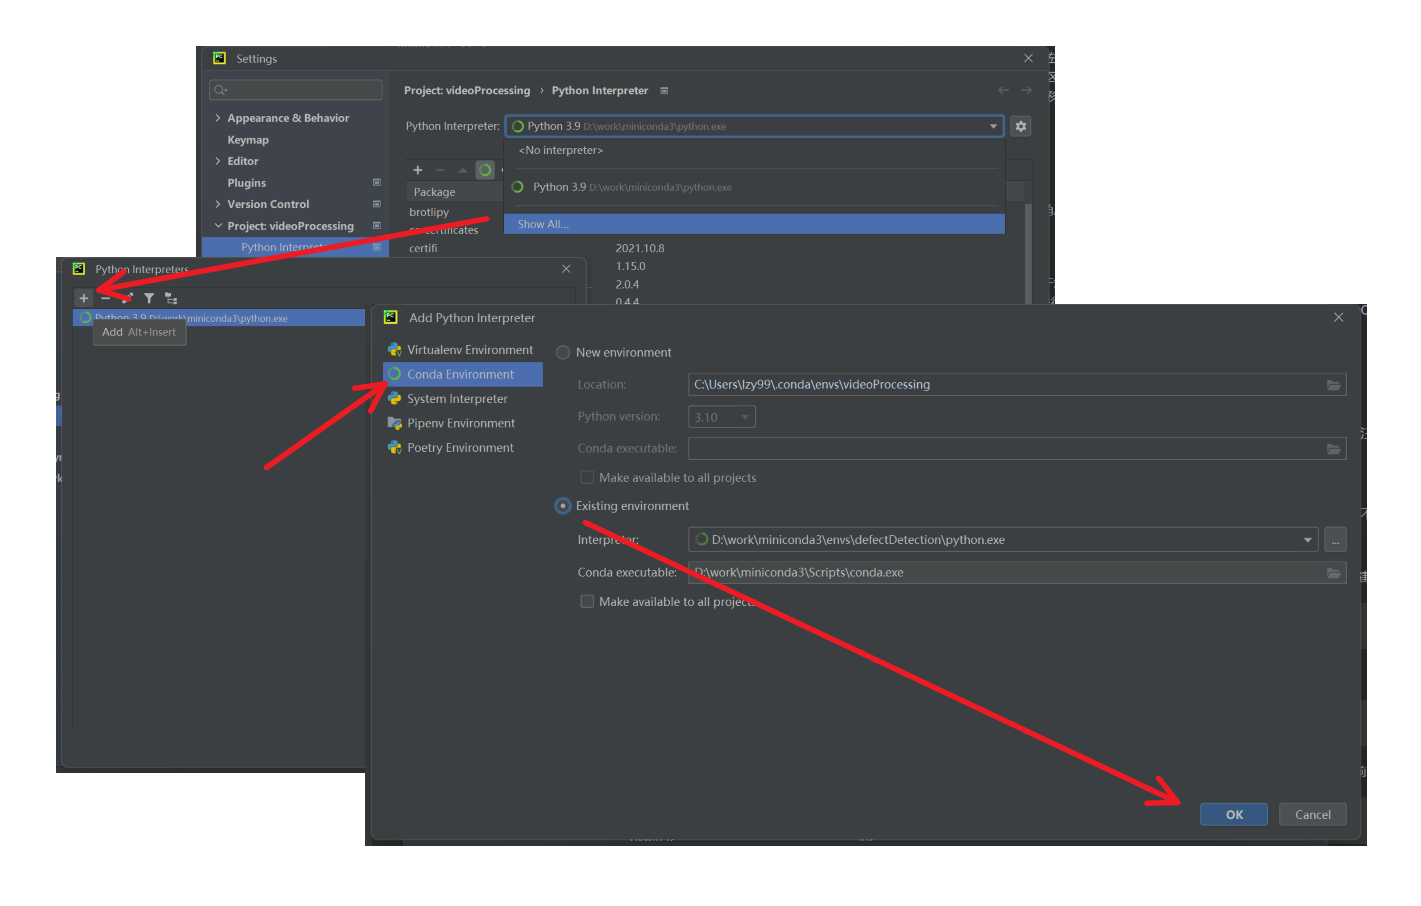 Settings
Project: videoProcessing › Python Interpreter
Appearance & Behavior
Keymap
Editor
Plugins
Version Control
Project: videoProcessing
Python Interpreter
Python Interpreter: Python 3.9 D:\work\miniconda3\python.exe
<No interpreter>
Python 3.9 D:\work\miniconda3\python.exe
Show All...
Package
brotlipy
ca-certificates
certifi 2021.10.8
1.15.0
2.0.4
0.4.4
Python Interpreters
Python 3.9 D:\work\miniconda3\python.exe
Add Alt+Insert
Add Python Interpreter
Virtualenv Environment
Conda Environment
System Interpreter
Pipenv Environment
Poetry Environment
New environment
Location: C:\Users\lzy99\.conda\envs\videoProcessing
Python version: 3.10
Conda executable:
Make available to all projects
Existing environment
Interpreter: D:\work\miniconda3\envs\defectDetection\python.exe
...
Conda executable: D:\work\miniconda3\Scripts\conda.exe
Make available to all projects
OK
Cancel